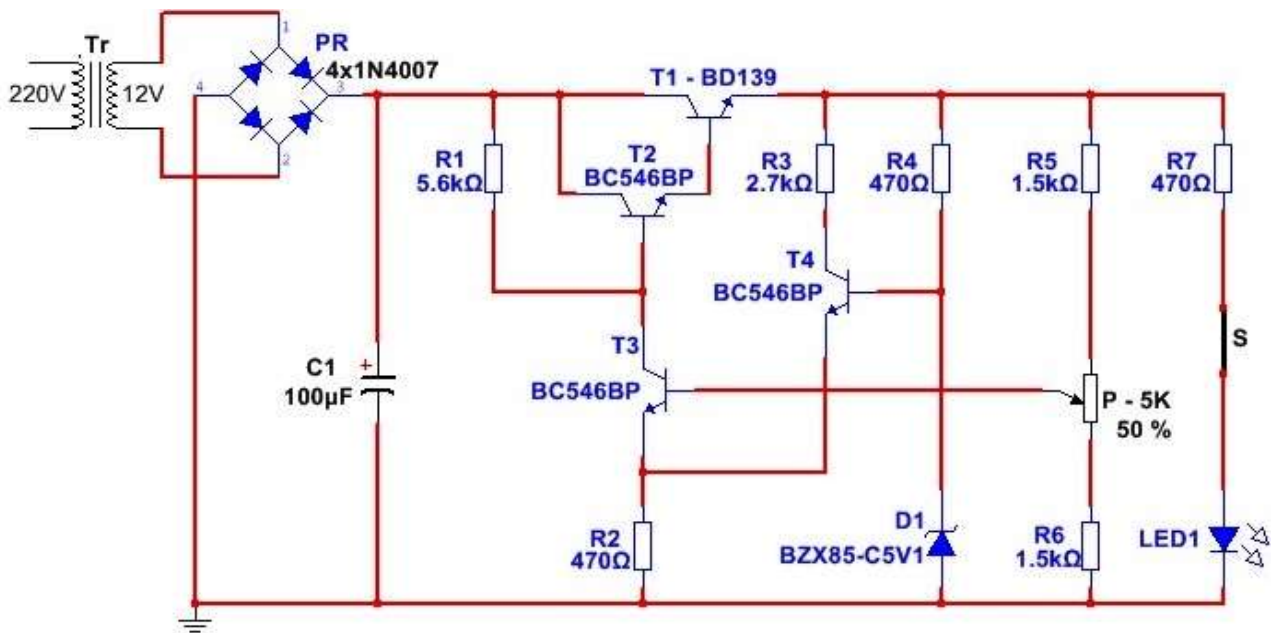 1
Tr
PR
4x1N4007
220V
12V
4
3
2
T1 - BD139
R1
5.6kΩ
T2
BC546BP
R3
2.7kΩ
R4
470Ω
R5
1.5kΩ
R7
470Ω
T4
BC546BP
T3
BC546BP
C1
100µF
+
S
P - 5K
50 %
R2
470Ω
D1
BZX85-C5V1
R6
1.5kΩ
LED1